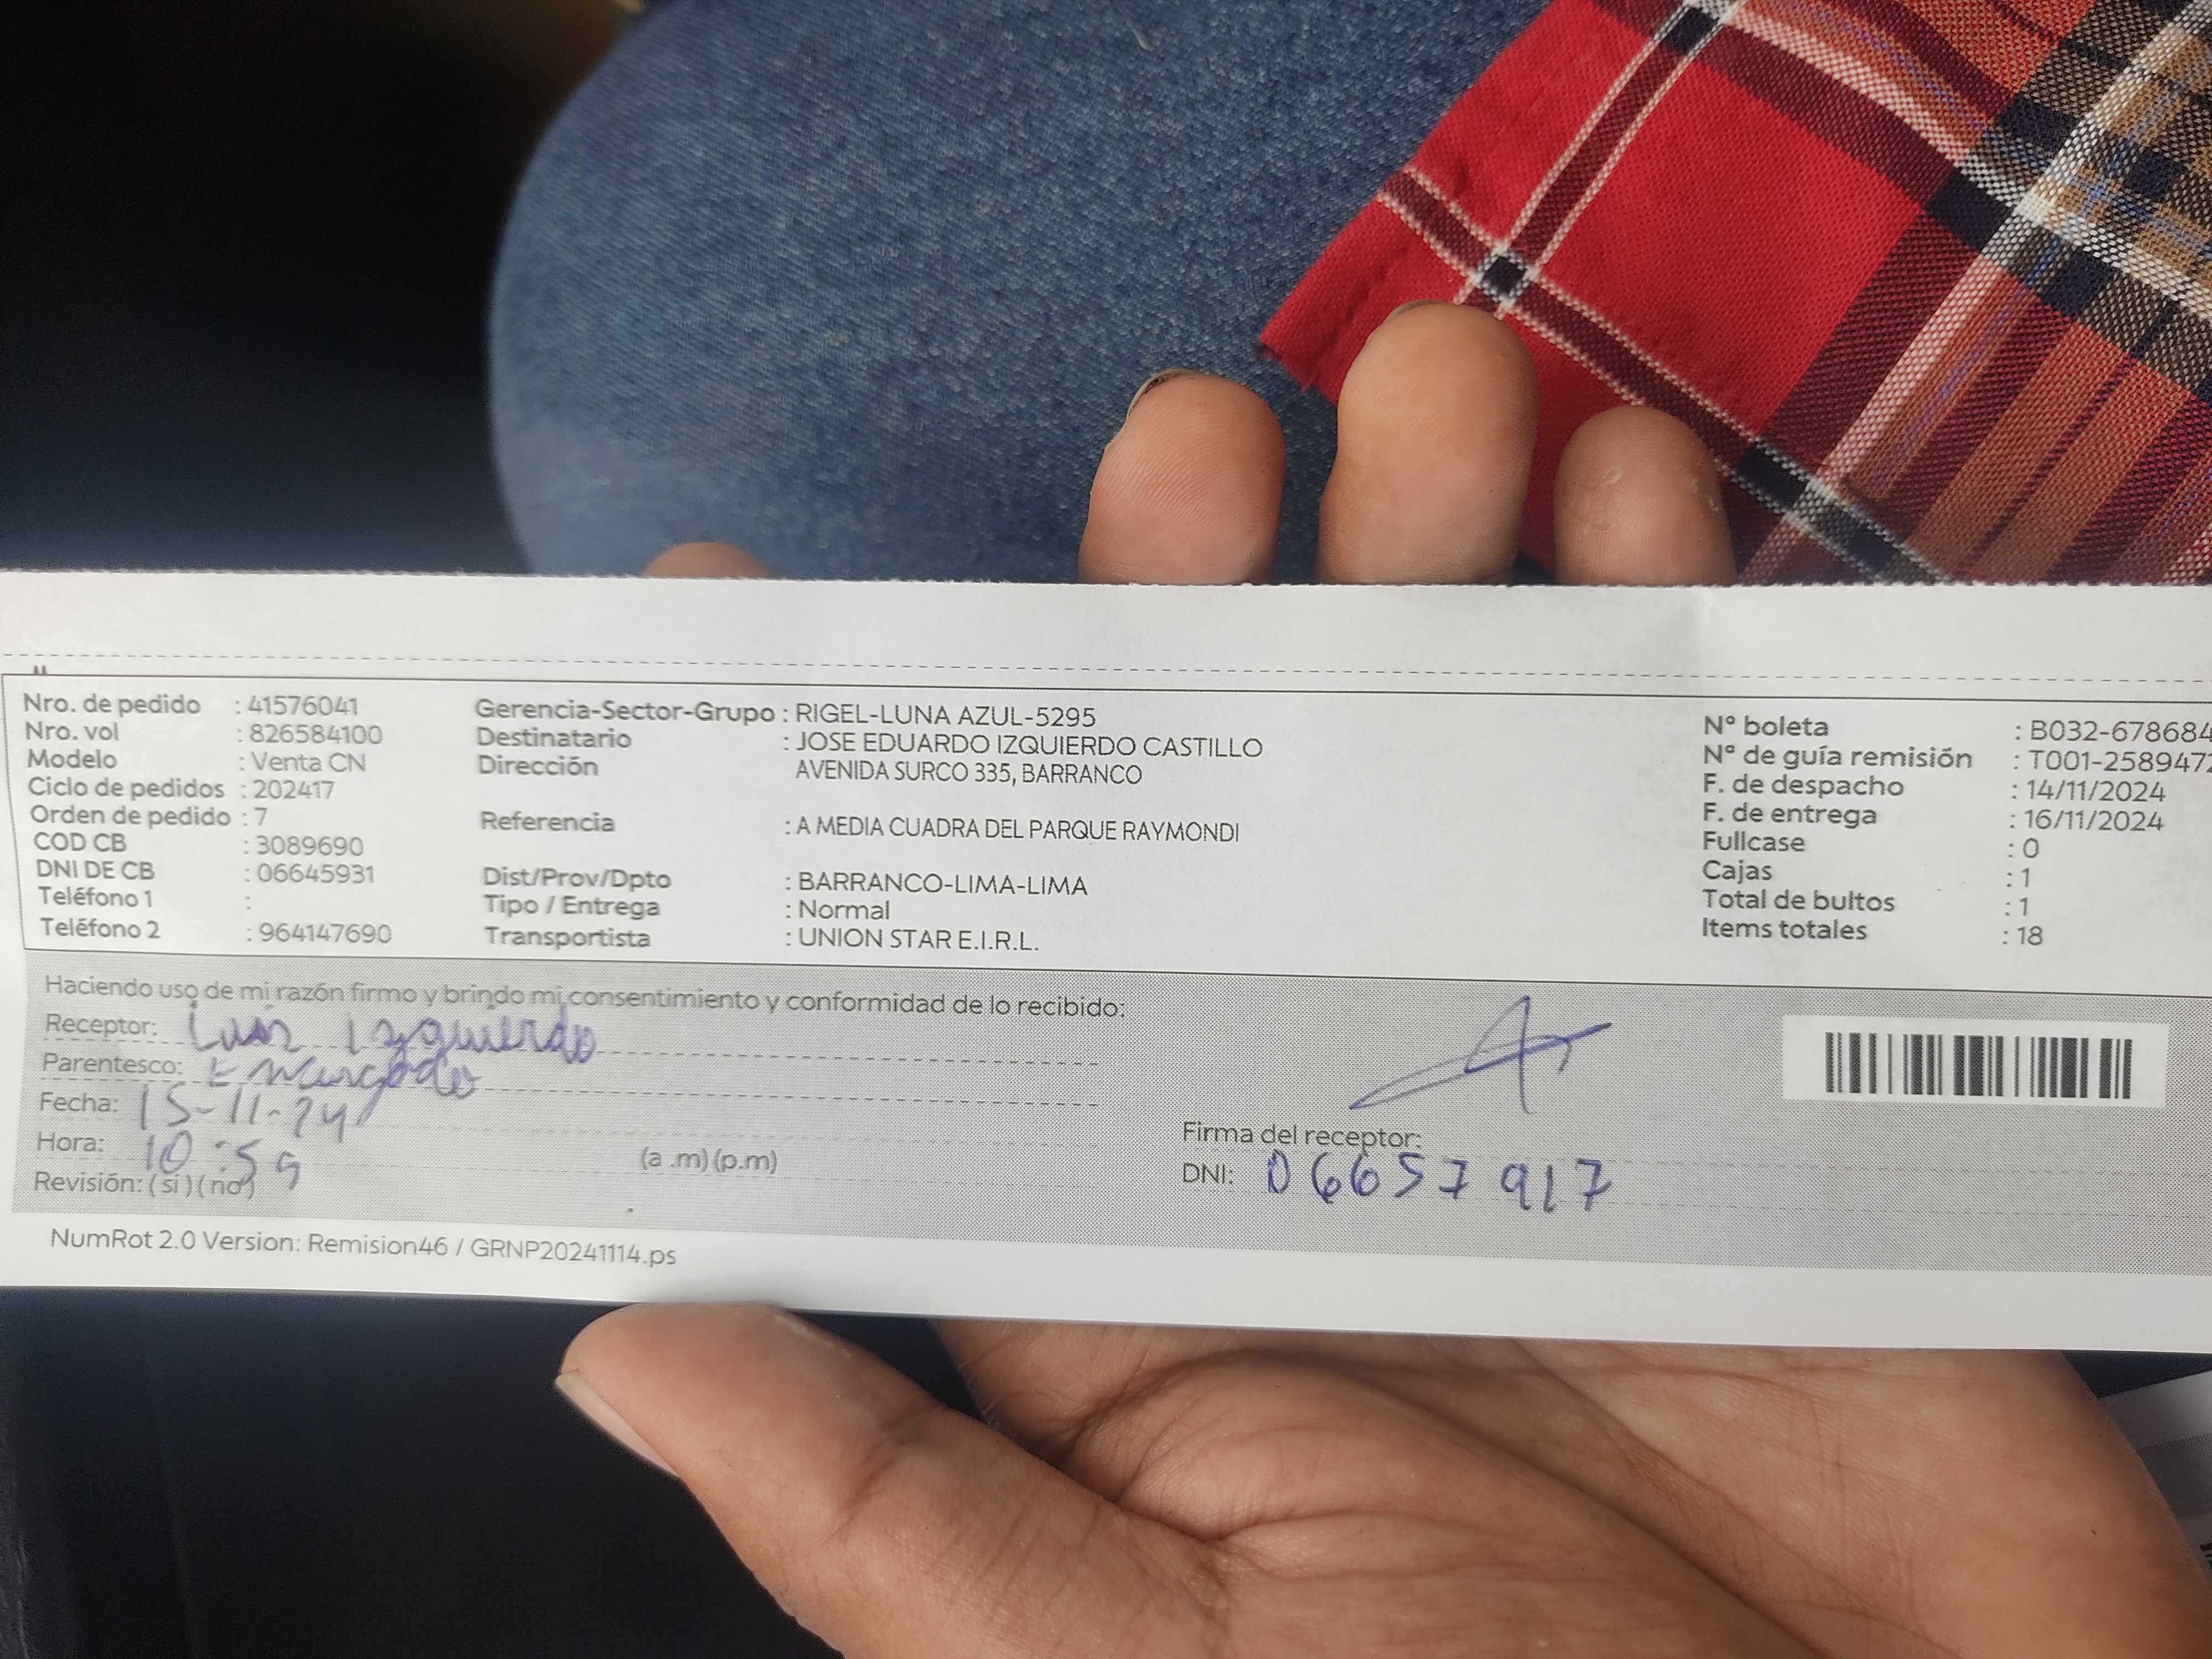 Nro. de pedido : 41576041
Nro. vol : 826584100
Modelo : Venta CN
Ciclo de pedidos : 202417
Orden de pedido : 7
COD CB : 3089690
DNI DE CB : 06645931
Teléfono 1 :
Teléfono 2 : 964147690
Gerencia-Sector-Grupo : RIGEL-LUNA AZUL-5295
Destinatario : JOSE EDUARDO IZQUIERDO CASTILLO
Dirección AVENIDA SURCO 335, BARRANCO
Referencia : A MEDIA CUADRA DEL PARQUE RAYMONDI
Dist/Prov/Dpto : BARRANCO-LIMA-LIMA
Tipo / Entrega : Normal
Transportista : UNION STAR E.I.R.L.
Nº boleta : B032-678684
Nº de guía remisión : T001-2589472
F. de despacho : 14/11/2024
F. de entrega : 16/11/2024
Fullcase : 0
Cajas : 1
Total de bultos : 1
Items totales : 18
Haciendo uso de mi razón firmo y brindo mi consentimiento y conformidad de lo recibido:
Receptor: Luis Izquierdo
Parentesco: Encargado
Fecha: 15-11-24
Hora: 10:59 (a .m) (p.m)
Revisión: ( si ) ( no )
Firma del receptor:
DNI: 06657917
NumRot 2.0 Version: Remision46 / GRNP20241114.ps